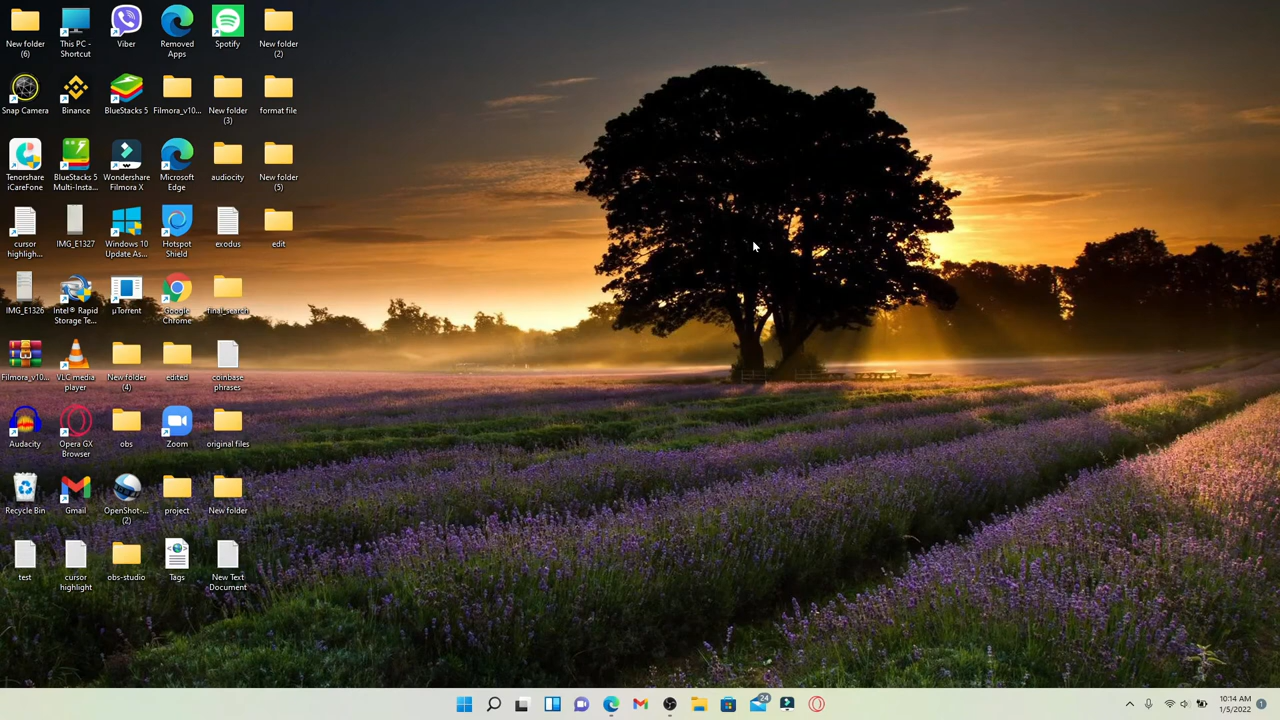 New folder
(6)
This PC -
Shortcut
Viber
Removed
Apps
Spotify
New folder
(2)
Snap Camera
Binance
BlueStacks 5
Filmora_v10...
New folder
(3)
format file
Tenorshare
iCareFone
BlueStacks 5
Multi-Insta...
Wondershare
Filmora X
Microsoft
Edge
audiocity
New folder
(5)
cursor
highligh...
IMG_E1327
Windows 10
Update As...
Hotspot
Shield
exodus
edit
IMG_E1326
Intel® Rapid
Storage Te...
µTorrent
Google
Chrome
final_search
Filmora_v10...
VLC media
player
New folder
(4)
edited
coinbase
phrases
Audacity
Opera GX
Browser
obs
Zoom
original files
Recycle Bin
Gmail
OpenShot-...
(2)
project
New folder
test
cursor
highlight
obs-studio
Tags
New Text
Document
24
10:14 AM
1/5/2022
1